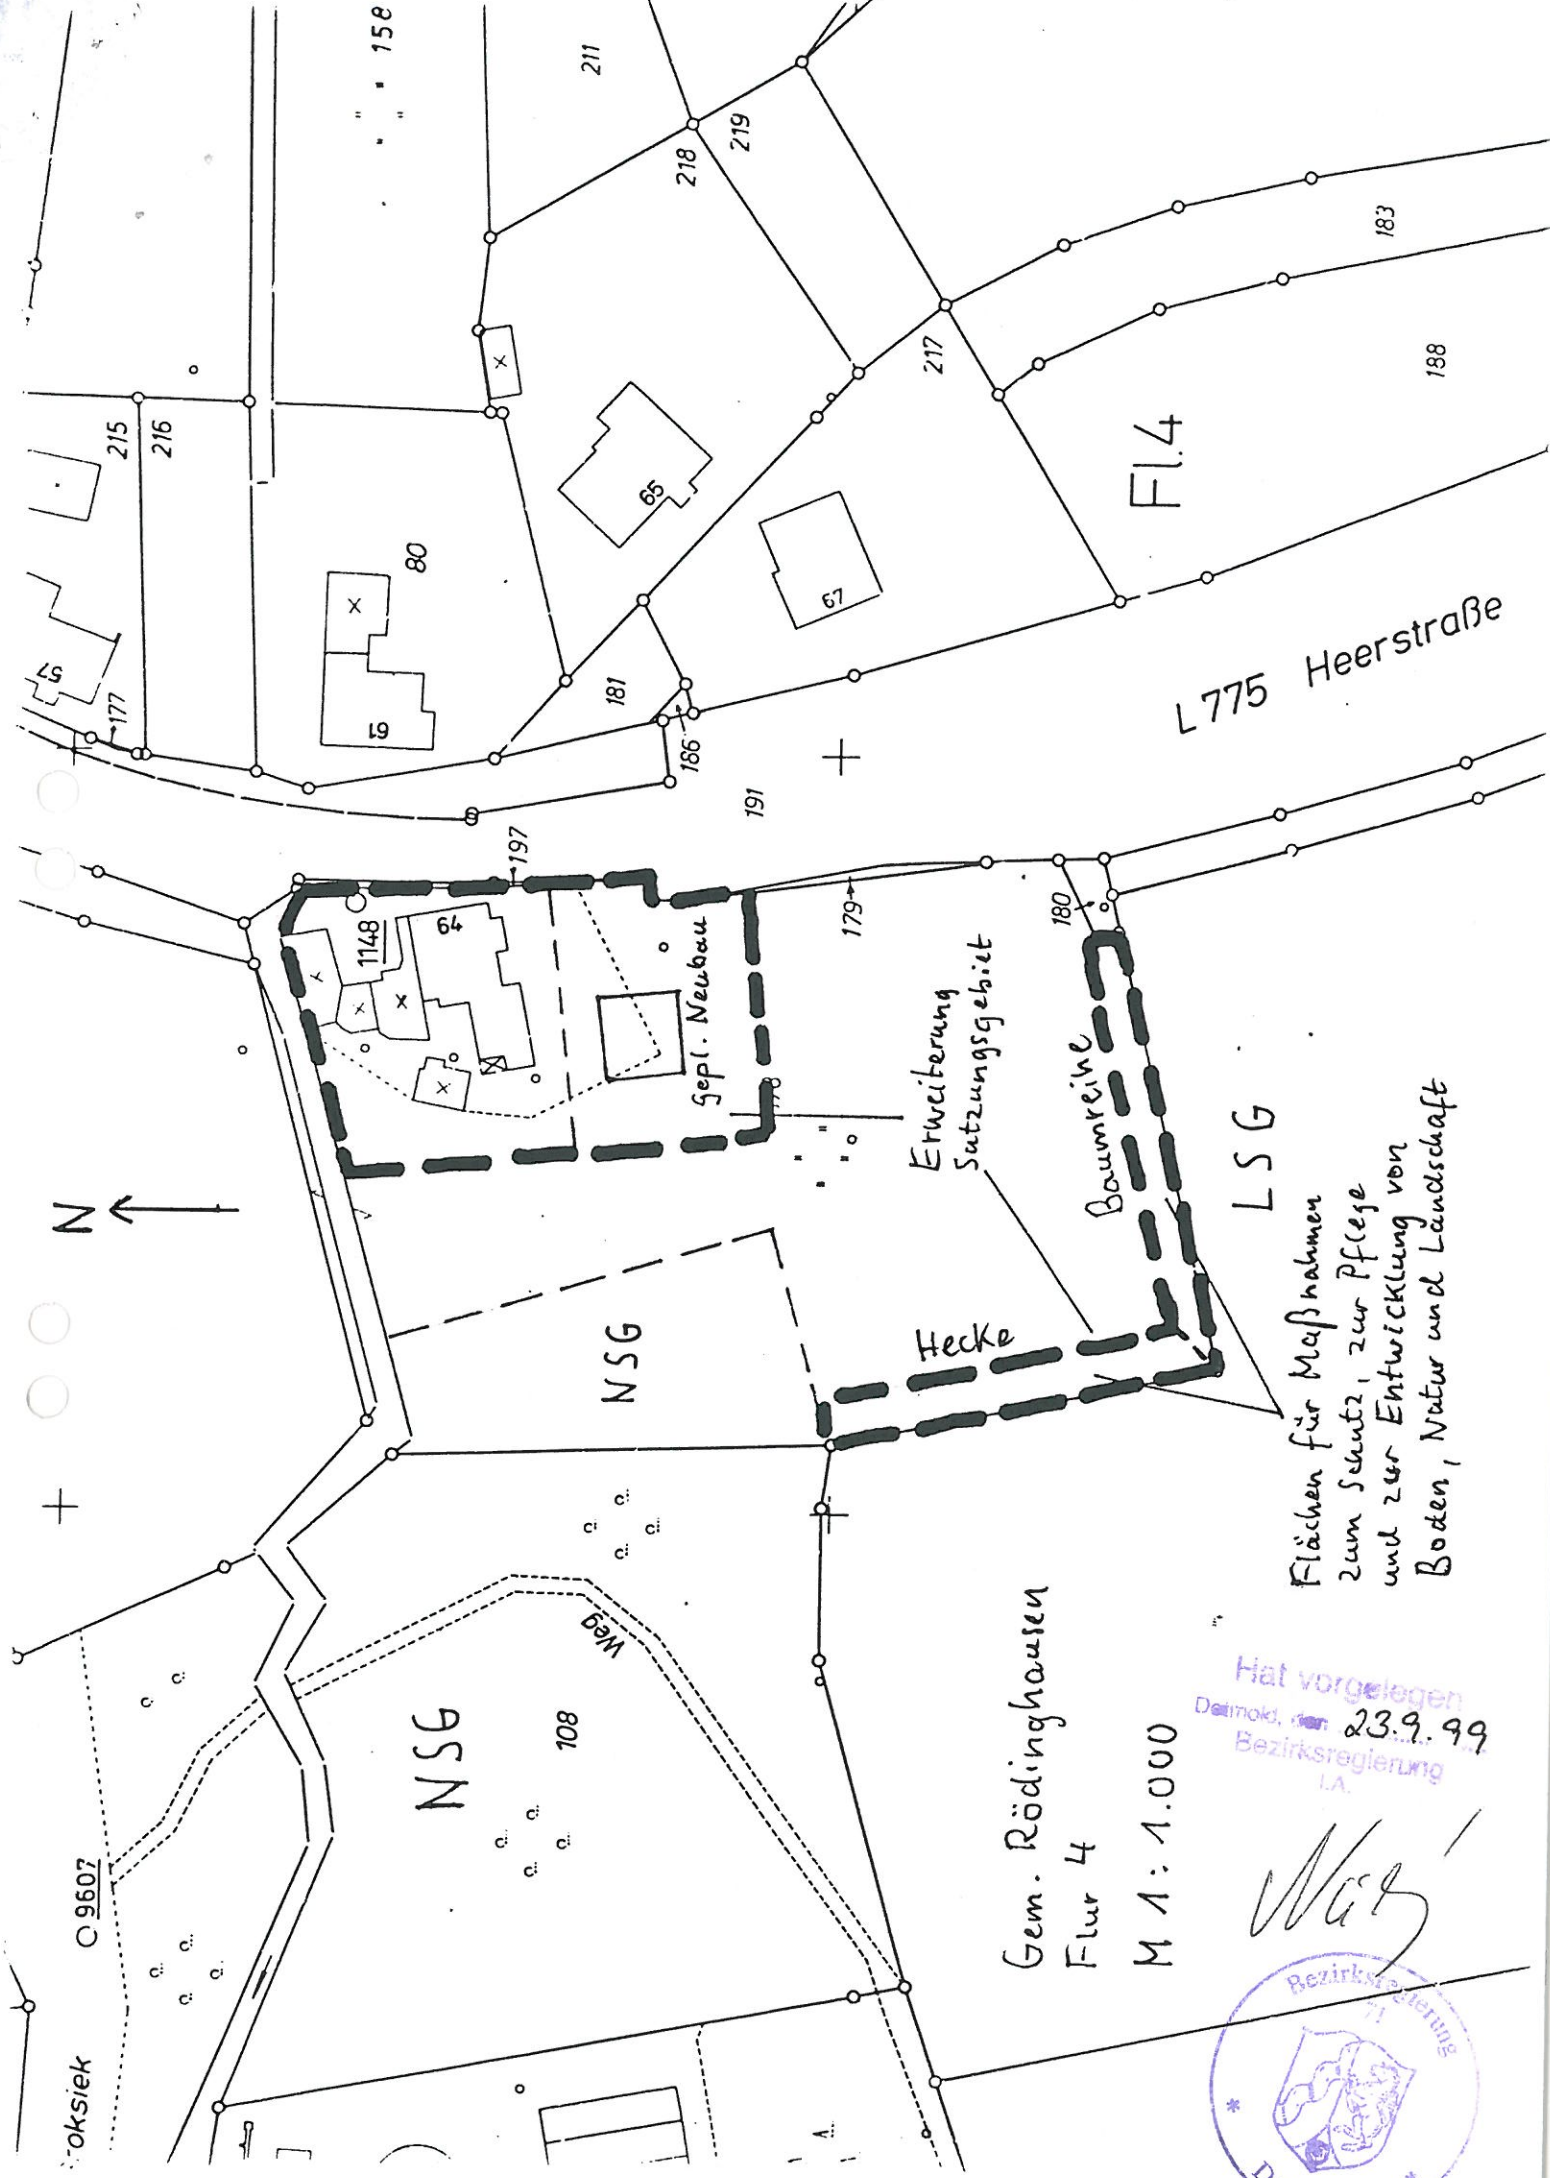 158
211
218
219
215
216
57
177
80
61
65
181
186
217
67
183
188
Fl.4
L775 Heerstraße
191
197
179
180
1148
64
gepl. Neubau
N
Erweiterung
Satzungsgebiet
Baumreihe
Hecke
NSG
LSG
Flächen für Maßnahmen
zum Schutz, zur Pflege
und zur Entwicklung von
Boden, Natur und Landschaft
Weg
NSG
108
9607
oksiek
Gem. Rödinghausen
Flur 4
M 1:1.000
Hat vorgelegen
Detmold, den 23.9.99
Bezirksregierung
I.A.
Bezirksregierung
71